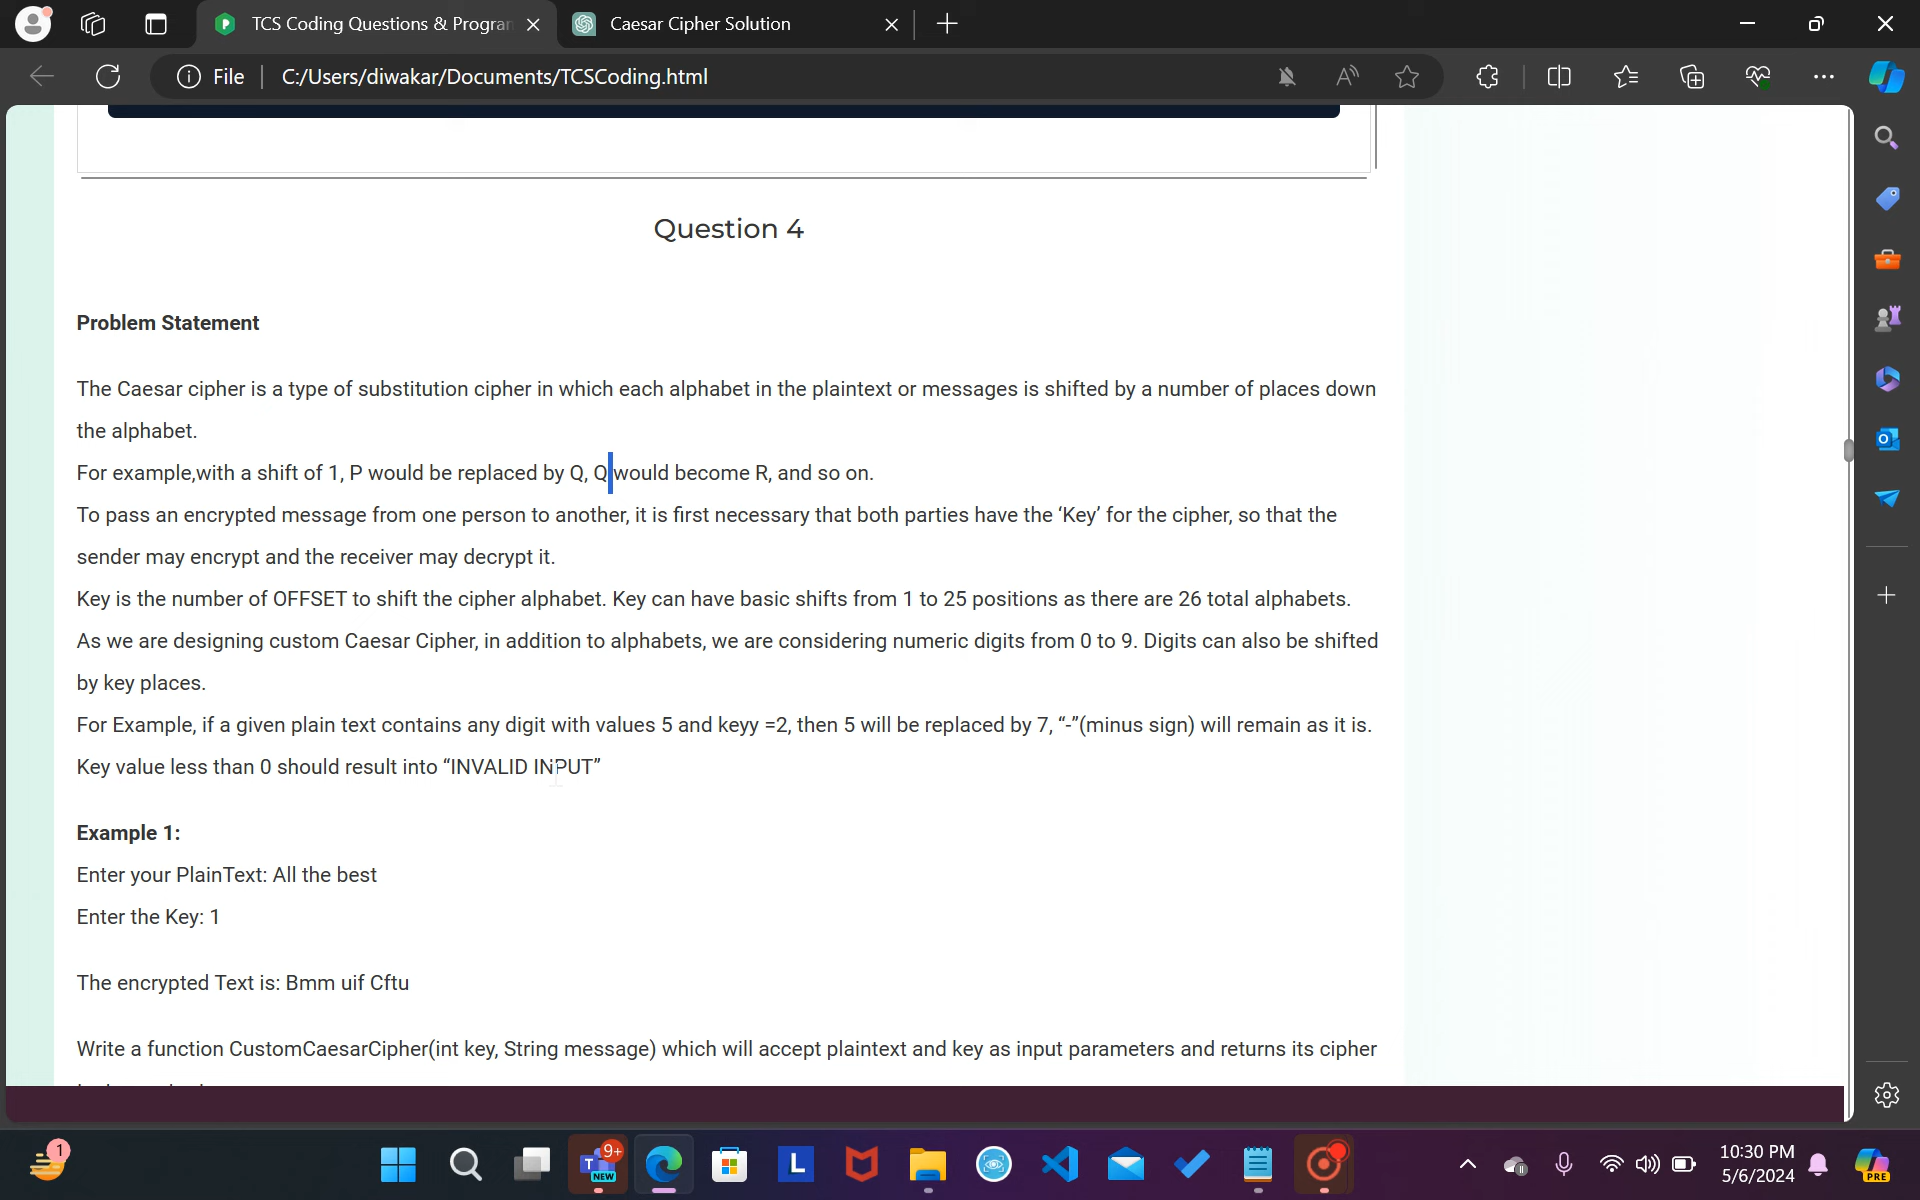 TCS Coding Questions & Progran
Caesar Cipher Solution
File
C:/Users/diwakar/Documents/TCSCoding.html
Question 4
Problem Statement
The Caesar cipher is a type of substitution cipher in which each alphabet in the plaintext or messages is shifted by a number of places down
the alphabet.
For example,with a shift of 1, P would be replaced by Q, Q would become R, and so on.
To pass an encrypted message from one person to another, it is first necessary that both parties have the ‘Key’ for the cipher, so that the
sender may encrypt and the receiver may decrypt it.
Key is the number of OFFSET to shift the cipher alphabet. Key can have basic shifts from 1 to 25 positions as there are 26 total alphabets.
As we are designing custom Caesar Cipher, in addition to alphabets, we are considering numeric digits from 0 to 9. Digits can also be shifted
by key places.
For Example, if a given plain text contains any digit with values 5 and keyy =2, then 5 will be replaced by 7, “-”(minus sign) will remain as it is.
Key value less than 0 should result into “INVALID INPUT”
Example 1:
Enter your PlainText: All the best
Enter the Key: 1
The encrypted Text is: Bmm uif Cftu
Write a function CustomCaesarCipher(int key, String message) which will accept plaintext and key as input parameters and returns its cipher
1
9+
T
NEW
L
10:30 PM
5/6/2024
PRE